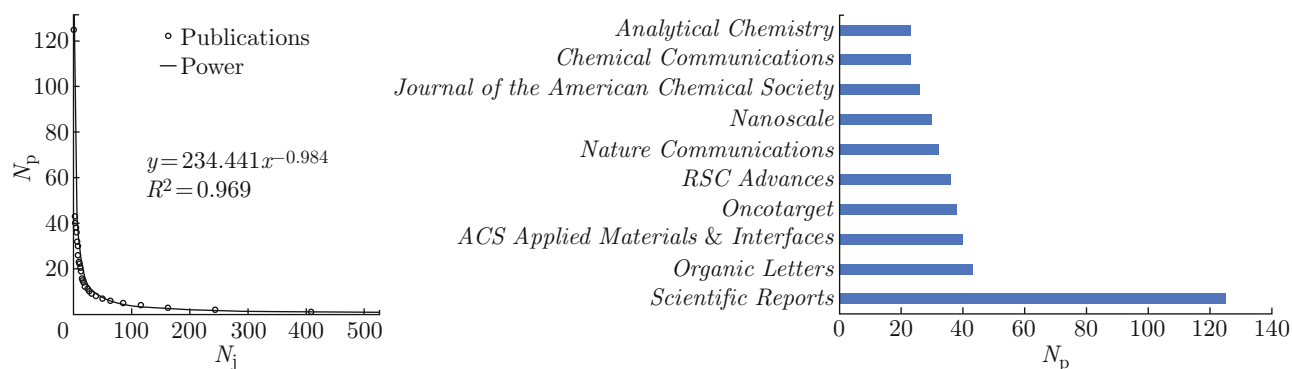 120
100
80
60
40
20
N_p
○ Publications
— Power
y=234.441x^{-0.984}
R^2=0.969
0 100 200 300 400 500
N_j
Analytical Chemistry
Chemical Communications
Journal of the American Chemical Society
Nanoscale
Nature Communications
RSC Advances
Oncotarget
ACS Applied Materials & Interfaces
Organic Letters
Scientific Reports
0 20 40 60 80 100 120 140
N_p